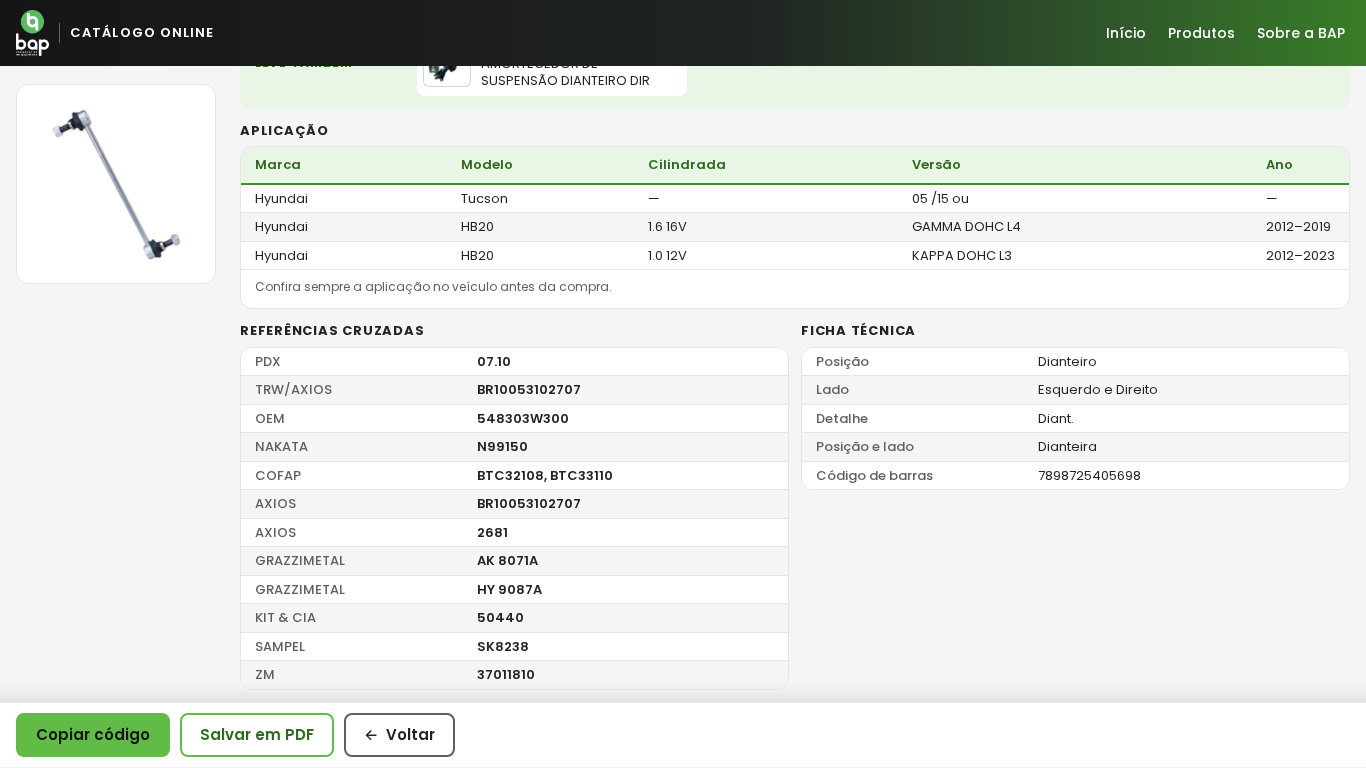 bap
CATÁLOGO ONLINE
Início
Produtos
Sobre a BAP
SUSPENSÃO DIANTEIRO DIR
APLICAÇÃO
Marca Modelo Cilindrada Versão Ano
Hyundai Tucson — 05 /15 ou —
Hyundai HB20 1.6 16V GAMMA DOHC L4 2012–2019
Hyundai HB20 1.0 12V KAPPA DOHC L3 2012–2023
Confira sempre a aplicação no veículo antes da compra.
REFERÊNCIAS CRUZADAS
PDX 07.10
TRW/AXIOS BR10053102707
OEM 548303W300
NAKATA N99150
COFAP BTC32108, BTC33110
AXIOS BR10053102707
AXIOS 2681
GRAZZIMETAL AK 8071A
GRAZZIMETAL HY 9087A
KIT & CIA 50440
SAMPEL SK8238
ZM 37011810
FICHA TÉCNICA
Posição Dianteiro
Lado Esquerdo e Direito
Detalhe Diant.
Posição e lado Dianteira
Código de barras 7898725405698
Copiar código
Salvar em PDF
← Voltar